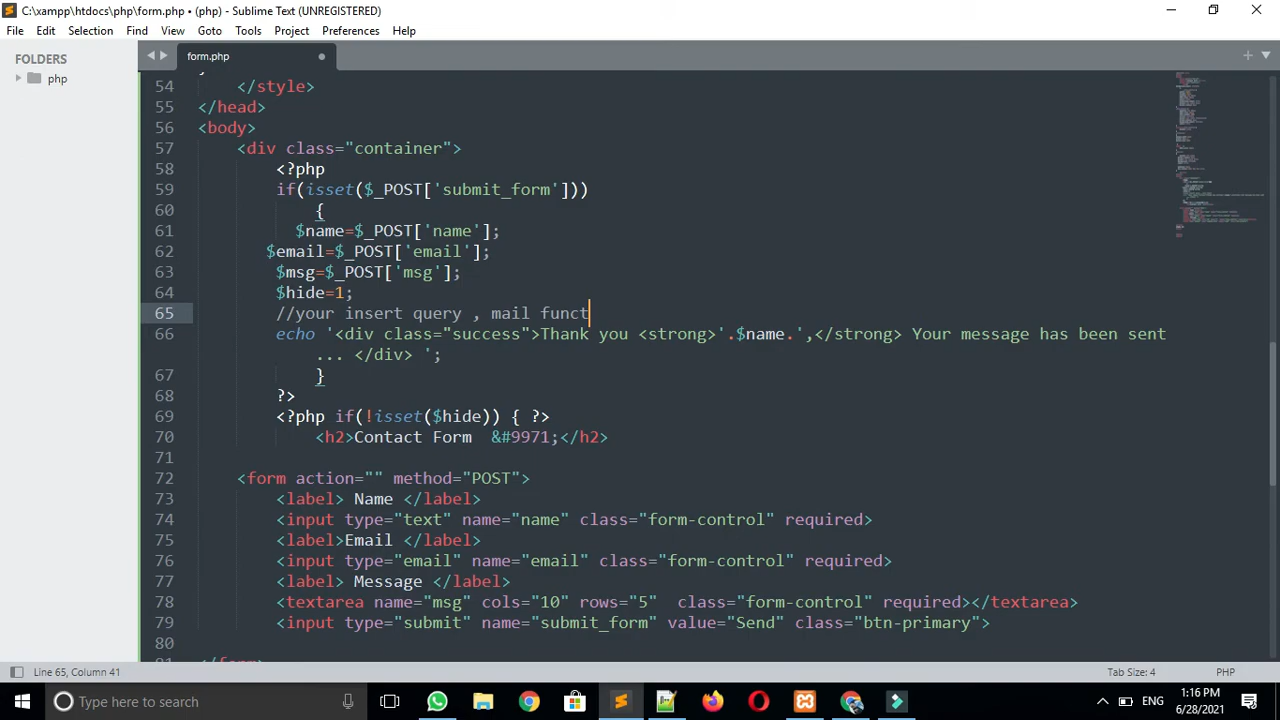 C:\xampp\htdocs\php\form.php • (php) - Sublime Text (UNREGISTERED)
File Edit Selection Find View Goto Tools Project Preferences Help
FOLDERS
php
form.php
54 </style>
55 </head>
56 <body>
57 <div class="container">
58 <?php
59 if(isset($_POST['submit_form']))
60 {
61 $name=$_POST['name'];
62 $email=$_POST['email'];
63 $msg=$_POST['msg'];
64 $hide=1;
65 //your insert query , mail funct
66 echo '<div class="success">Thank you <strong>'.$name.',</strong> Your message has been sent
... </div> ';
67 }
68 ?>
69 <?php if(!isset($hide)) { ?>
70 <h2>Contact Form &#9971;</h2>
71
72 <form action="" method="POST">
73 <label> Name </label>
74 <input type="text" name="name" class="form-control" required>
75 <label>Email </label>
76 <input type="email" name="email" class="form-control" required>
77 <label> Message </label>
78 <textarea name="msg" cols="10" rows="5" class="form-control" required></textarea>
79 <input type="submit" name="submit_form" value="Send" class="btn-primary">
80
81 </form>
Line 65, Column 41
Tab Size: 4
PHP
Type here to search
ENG
1:16 PM
6/28/2021